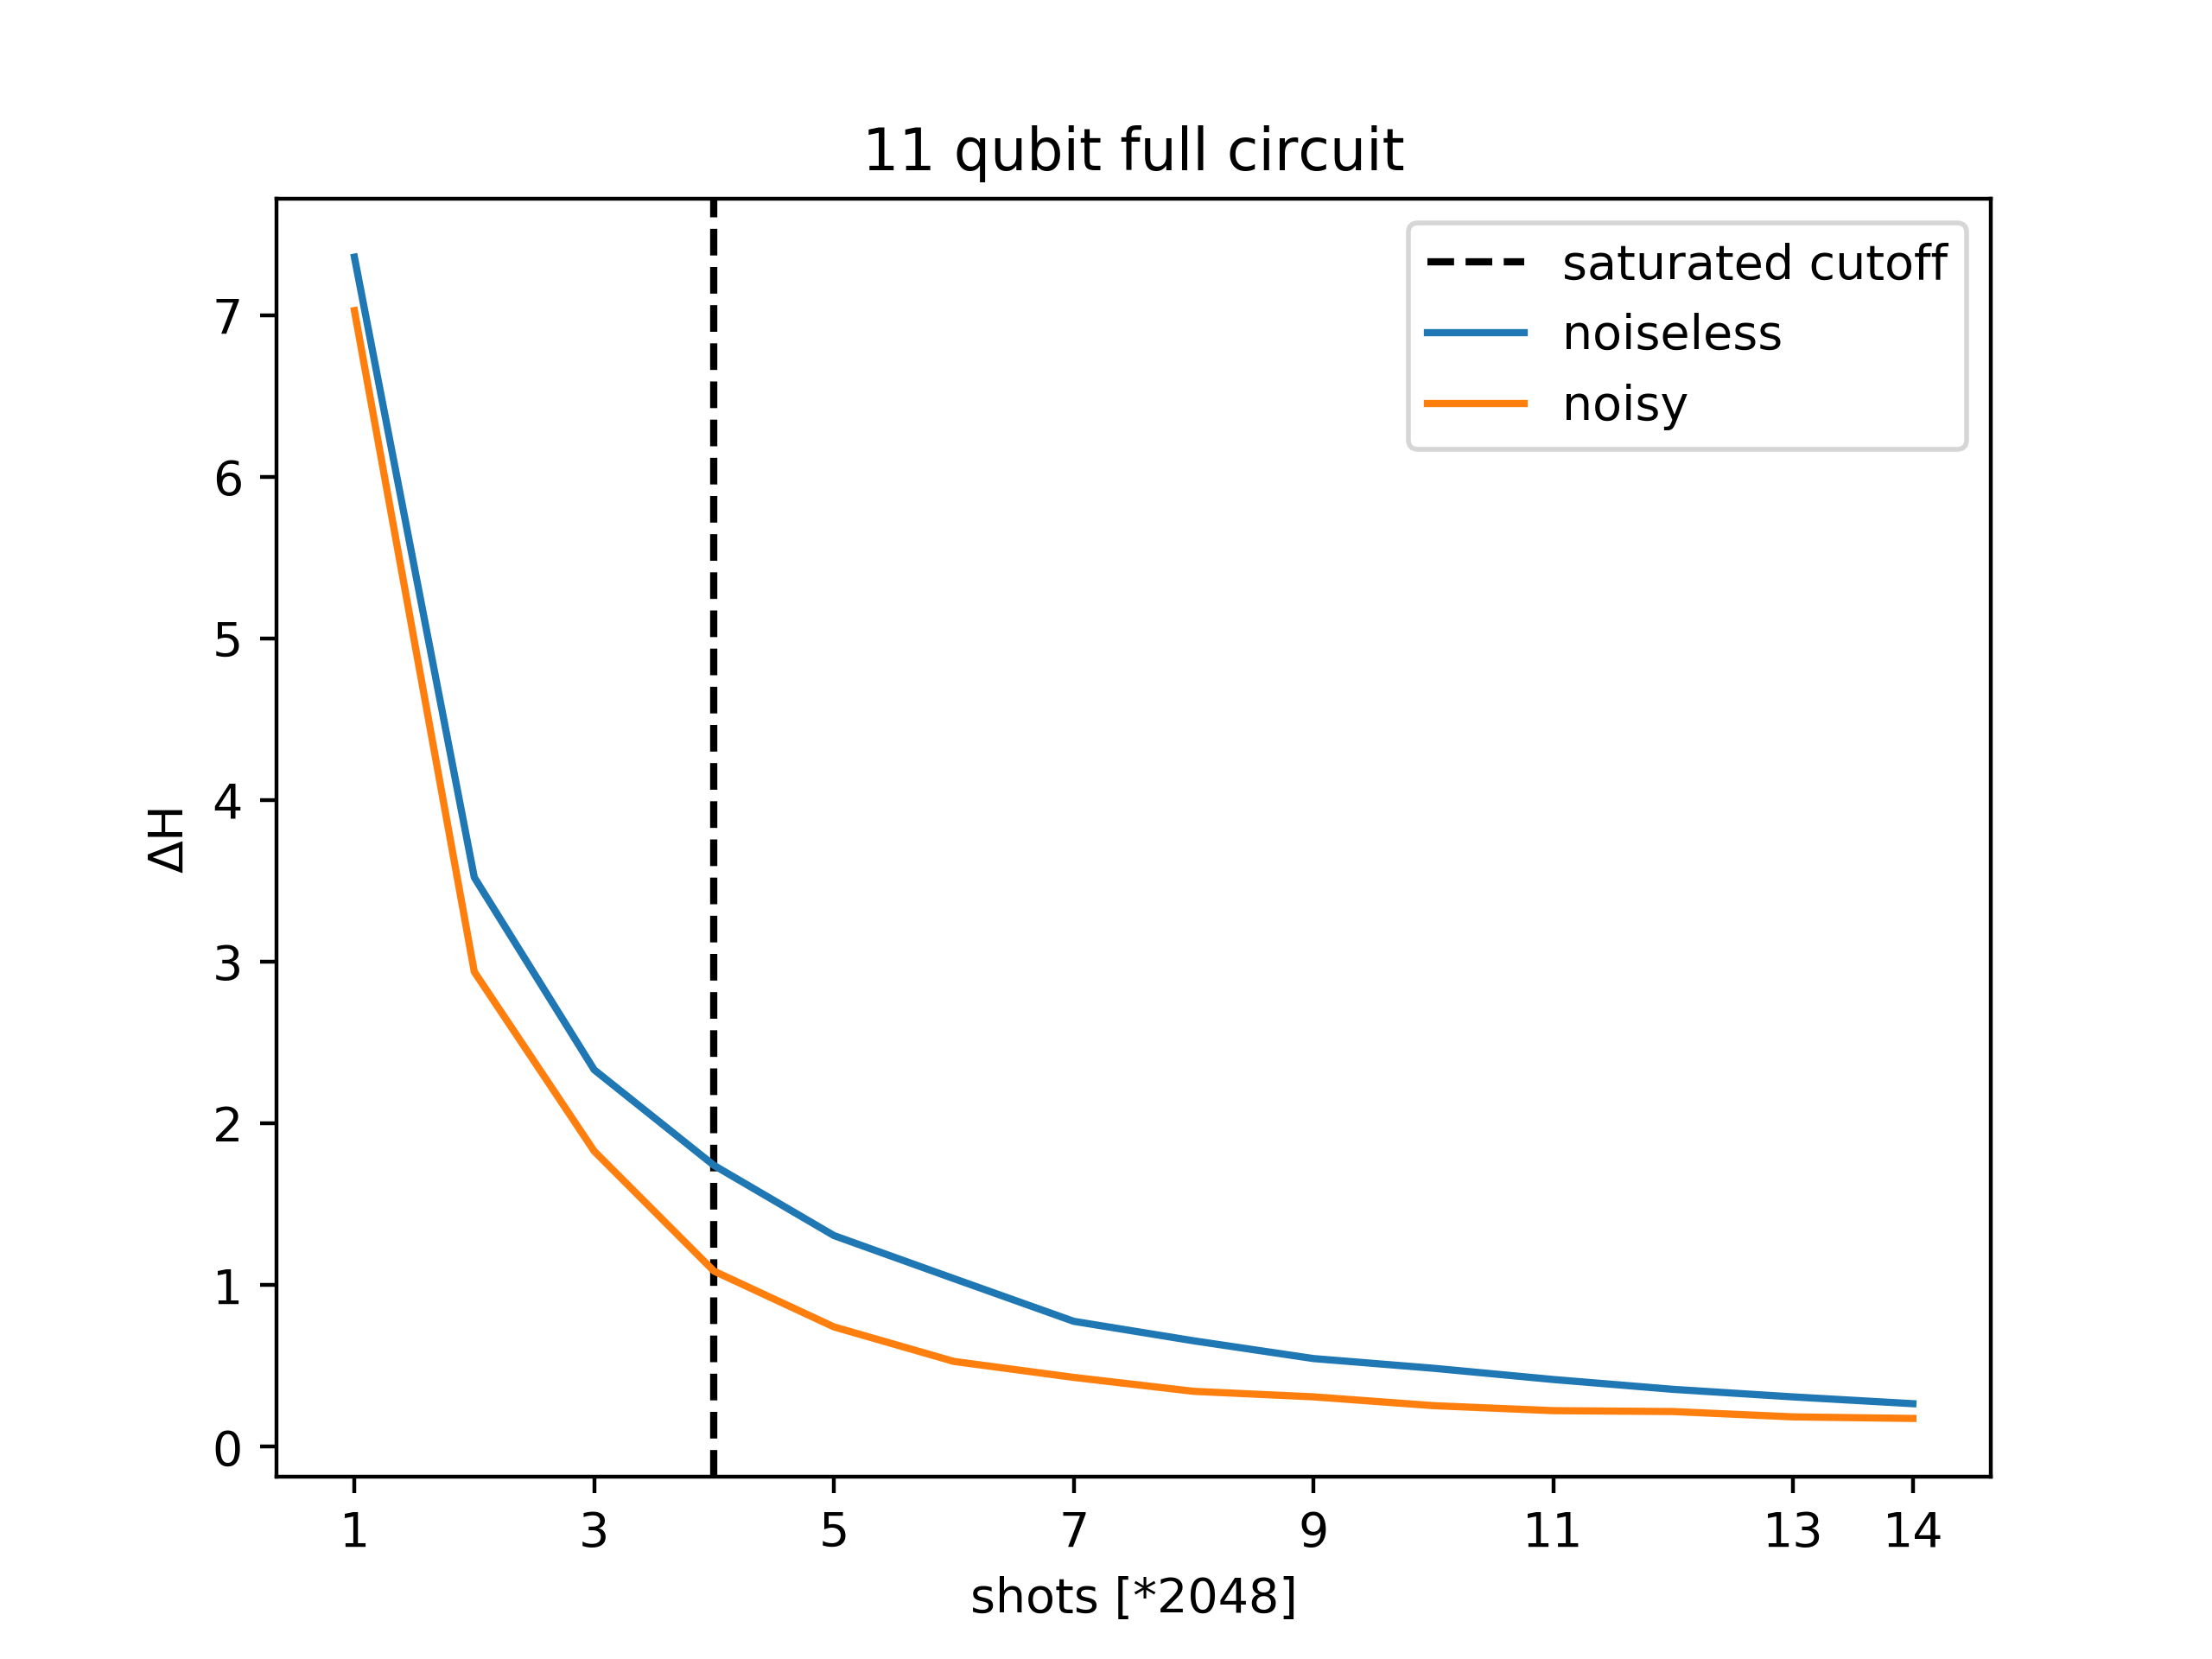 11 qubit full circuit
saturated cutoff
noiseless
noisy
ΔH
7
6
5
4
3
2
1
0
1 3 5 7 9 11 13 14
shots [*2048]